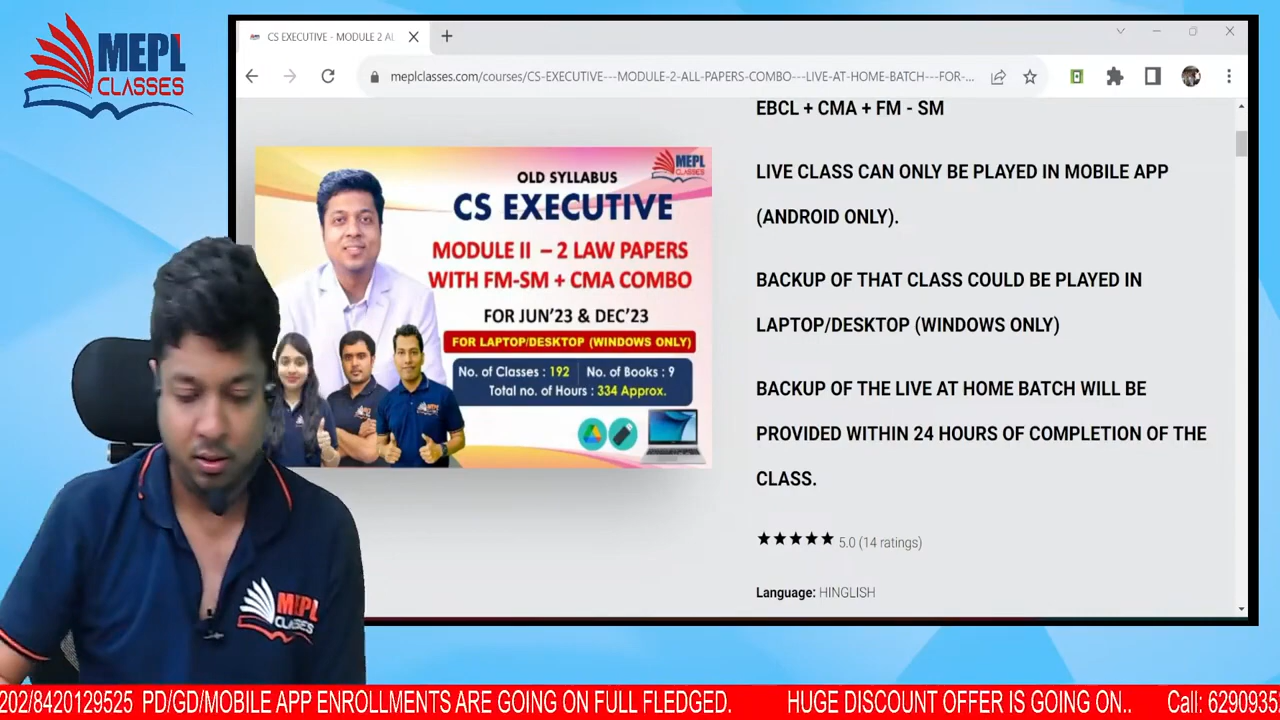 MEPL
CLASSES
CS EXECUTIVE - MODULE 2 AL
meplclasses.com/courses/CS-EXECUTIVE---MODULE-2-ALL-PAPERS-COMBO---LIVE-AT-HOME-BATCH---FOR-...
EBCL + CMA + FM - SM
LIVE CLASS CAN ONLY BE PLAYED IN MOBILE APP
(ANDROID ONLY).
BACKUP OF THAT CLASS COULD BE PLAYED IN
LAPTOP/DESKTOP (WINDOWS ONLY)
BACKUP OF THE LIVE AT HOME BATCH WILL BE
PROVIDED WITHIN 24 HOURS OF COMPLETION OF THE
CLASS.
★★★★★ 5.0 (14 ratings)
Language: HINGLISH
MEPL
CLASSES
OLD SYLLABUS
CS EXECUTIVE
MODULE II – 2 LAW PAPERS
WITH FM-SM + CMA COMBO
FOR JUN'23 & DEC'23
FOR LAPTOP/DESKTOP (WINDOWS ONLY)
No. of Classes : 192 No. of Books : 9
Total no. of Hours : 334 Approx.
MEPL
CLASSES
202/8420129525 PD/GD/MOBILE APP ENROLLMENTS ARE GOING ON FULL FLEDGED. HUGE DISCOUNT OFFER IS GOING ON.. Call: 6290935